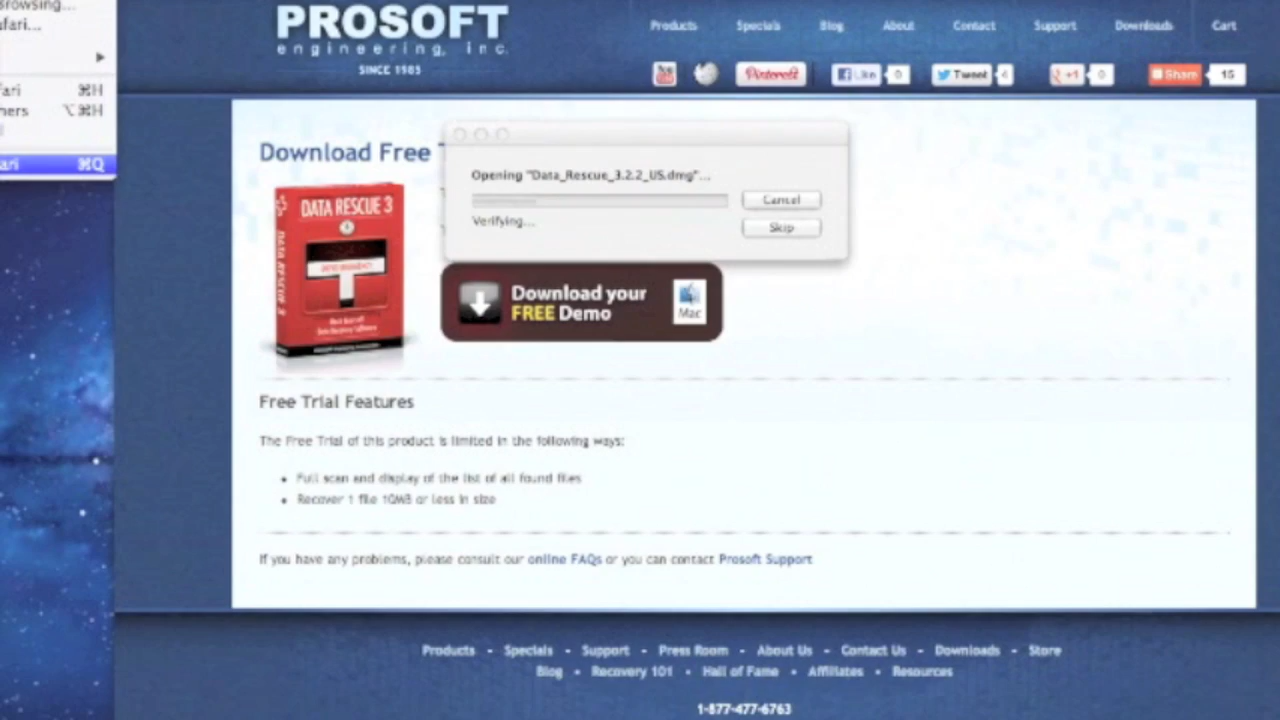 Browsing...
afari...
PROSOFT
engineering, inc.
SINCE 1985
Products Specials Blog About Contact Support Downloads Cart
You Pinterest Like 0 Tweet 4 +1 0 Share 15
ari ⌘H
hers ⌥⌘H
ari ⌘Q
Download Free T
Opening "Data_Rescue_3.2.2_US.dmg"...
Cancel
Verifying...
Skip
DATA RESCUE 3
DATA RESCUE 3
Download your
FREE Demo
Mac
Free Trial Features
The Free Trial of this product is limited in the following ways:
• Full scan and display of the list of all found files
• Recover 1 file 10MB or less in size
If you have any problems, please consult our online FAQs or you can contact Prosoft Support
Products - Specials - Support - Press Room - About Us - Contact Us - Downloads - Store
Blog • Recovery 101 • Hall of Fame • Affiliates • Resources
1-877-477-6763